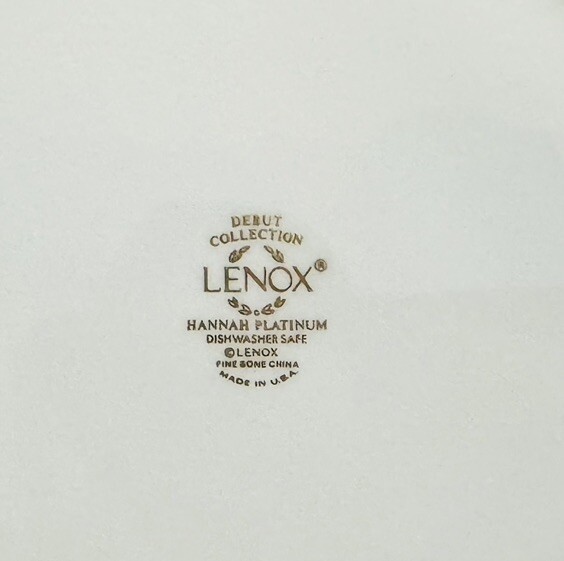 DEBUT
COLLECTION
LENOX®
HANNAH PLATINUM
DISHWASHER SAFE
©LENOX
FINE BONE CHINA
MADE IN U.S.A.